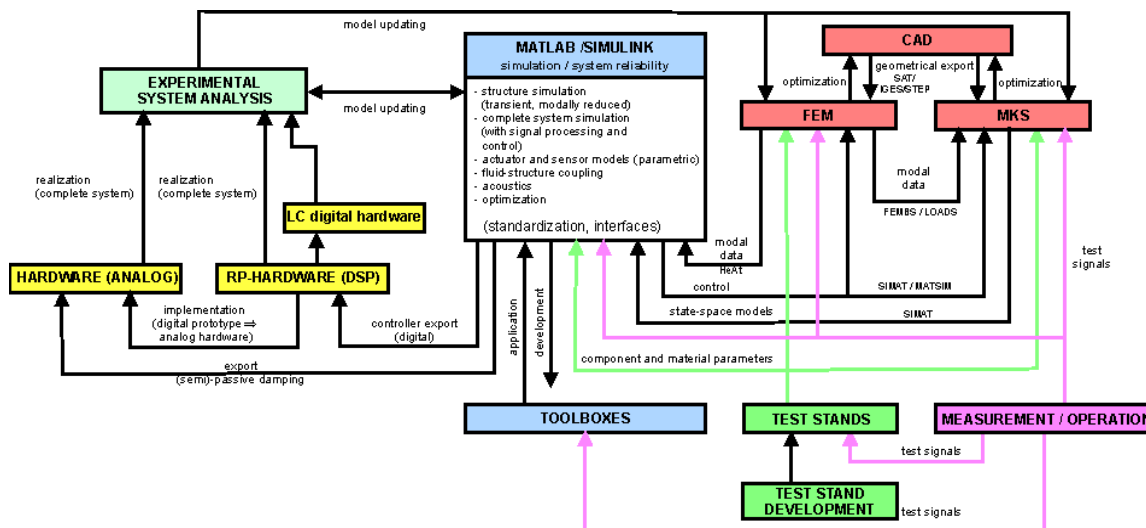 model updating
MATLAB /SIMULINK
simulation / system reliability
- structure simulation
(transient, modally reduced)
- complete system simulation
(with signal processing and
control)
- actuator and sensor models (parametric)
- fluid-structure coupling
- acoustics
- optimization
(standardization, interfaces)
EXPERIMENTAL
SYSTEM ANALYSIS
model updating
CAD
optimization
geometrical export
SAT/
IGES/STEP
optimization
FEM
MKS
realization
(complete system)
realization
(complete system)
LC digital hardware
modal
data
FEMBS / LOADS
HARDWARE (ANALOG)
RP-HARDWARE (DSP)
modal
data
HeAt
test
signals
control
SIMAT / MATSIM
implementation
(digital prototype ⇒
analog hardware)
controller export
(digital)
application
development
state-space models
SIMAT
export
(semi)-passive damping
component and material parameters
TOOLBOXES
TEST STANDS
MEASUREMENT / OPERATION
test signals
TEST STAND
DEVELOPMENT
test signals